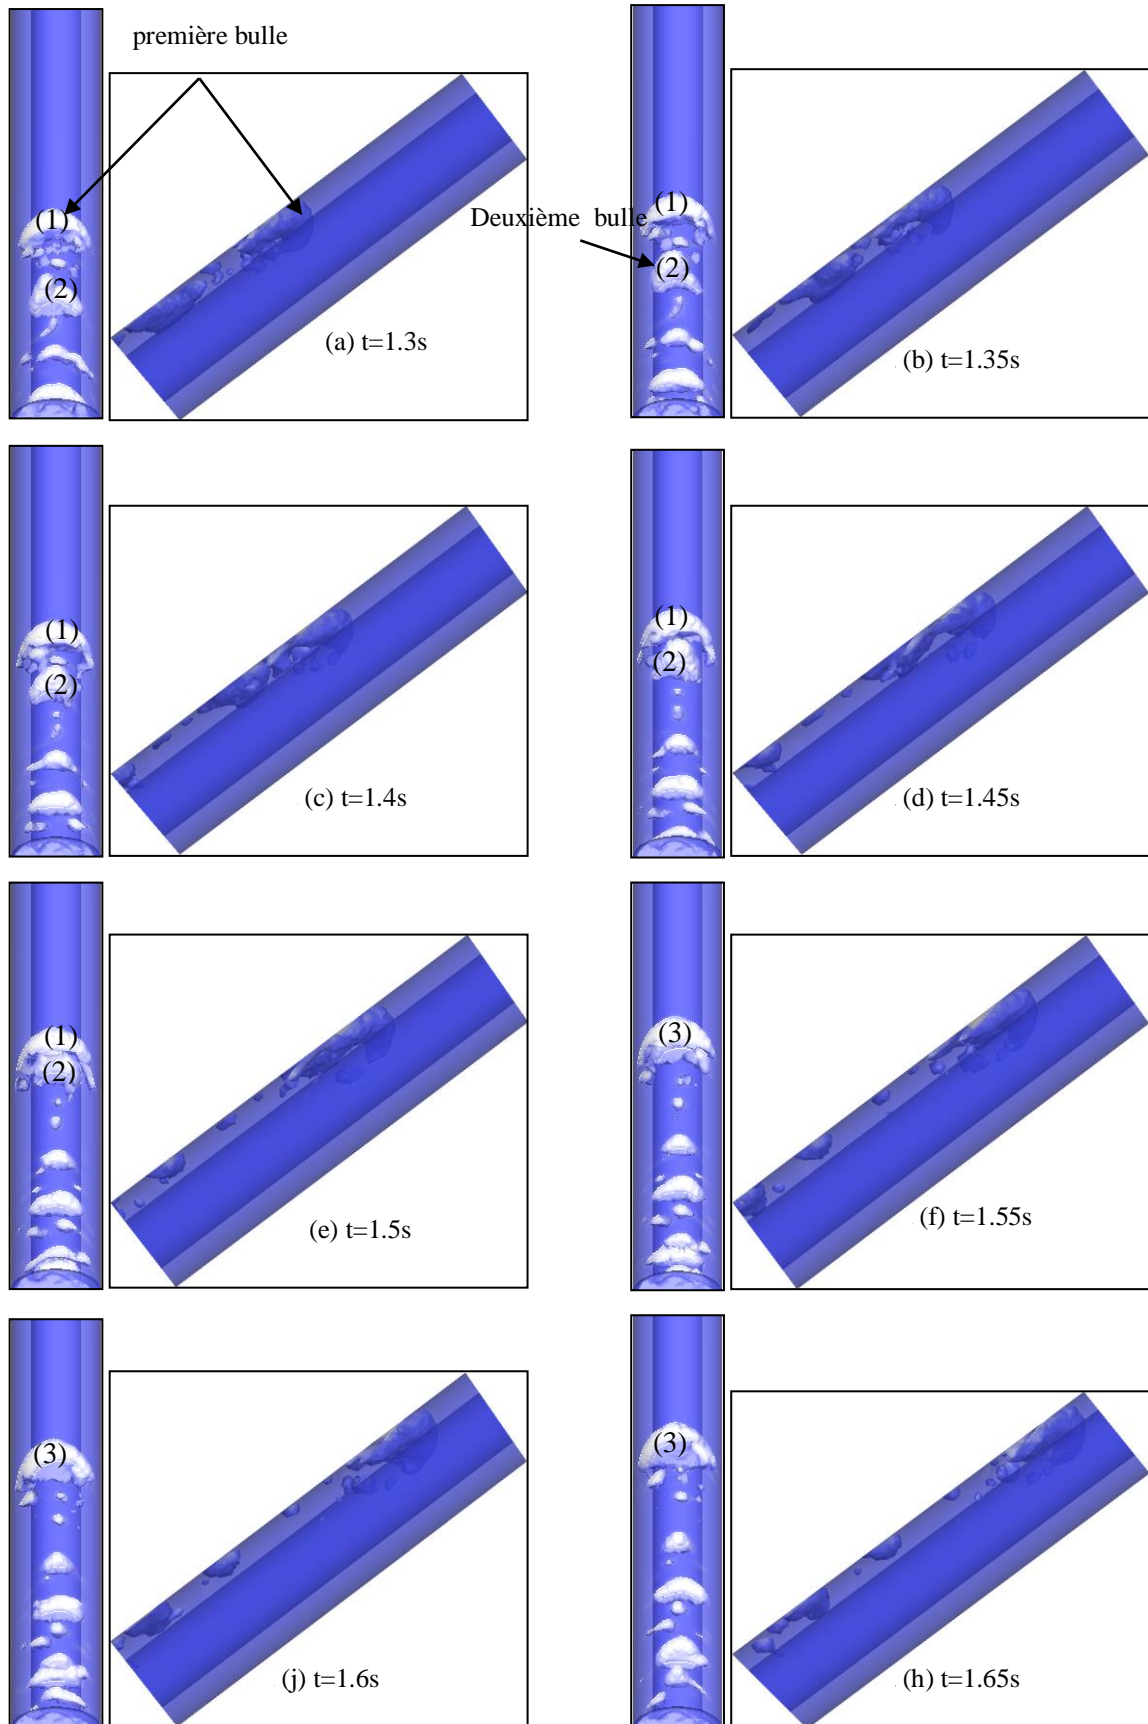 première bulle
(1)
(2)
(a) t=1.3s
Deuxième bulle
(1)
(2)
(b) t=1.35s
(1)
(2)
(c) t=1.4s
(1)
(2)
(d) t=1.45s
(1)
(2)
(e) t=1.5s
(3)
(f) t=1.55s
(3)
(j) t=1.6s
(3)
(h) t=1.65s